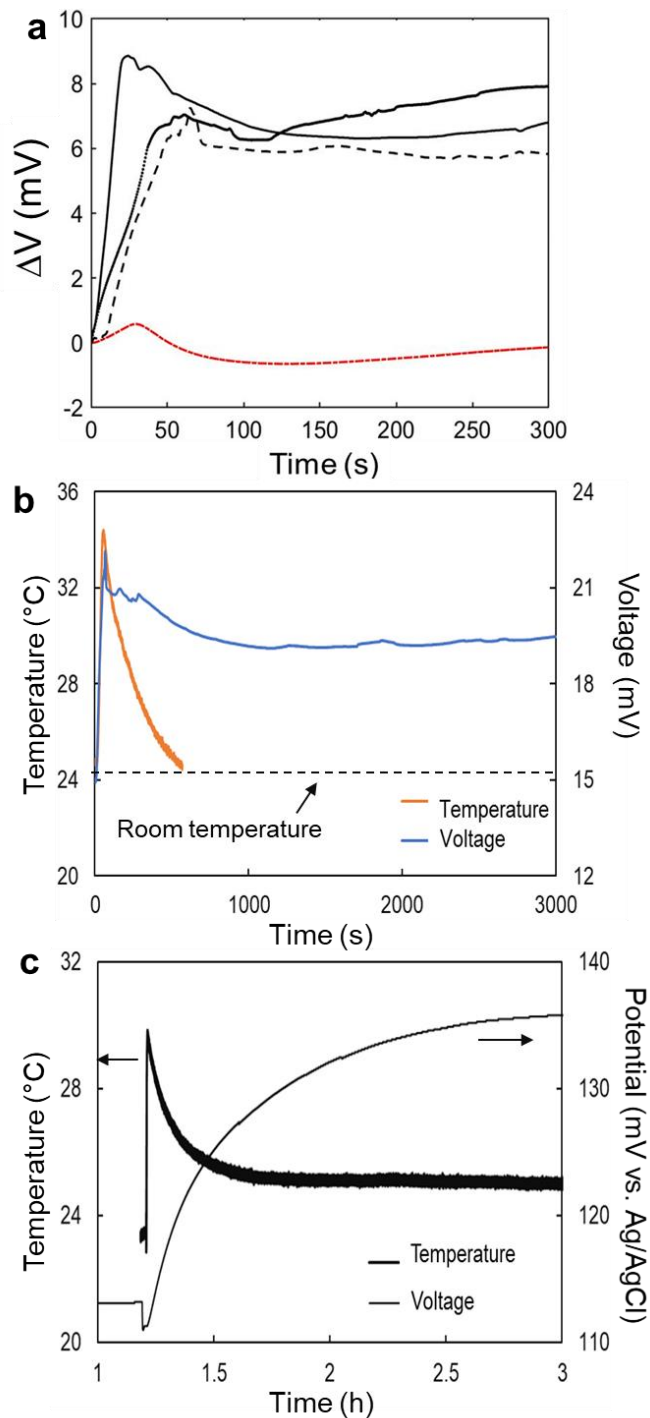 a
10
8
6
4
2
0
-2
ΔV (mV)
0 50 100 150 200 250 300
Time (s)
b
36
32
28
24
20
Temperature (°C)
24
21
18
15
12
Voltage (mV)
Room temperature
Temperature
Voltage
0 1000 2000 3000
Time (s)
c
32
28
24
20
Temperature (°C)
140
130
120
110
Potential (mV vs. Ag/AgCl)
Temperature
Voltage
1 1.5 2 2.5 3
Time (h)